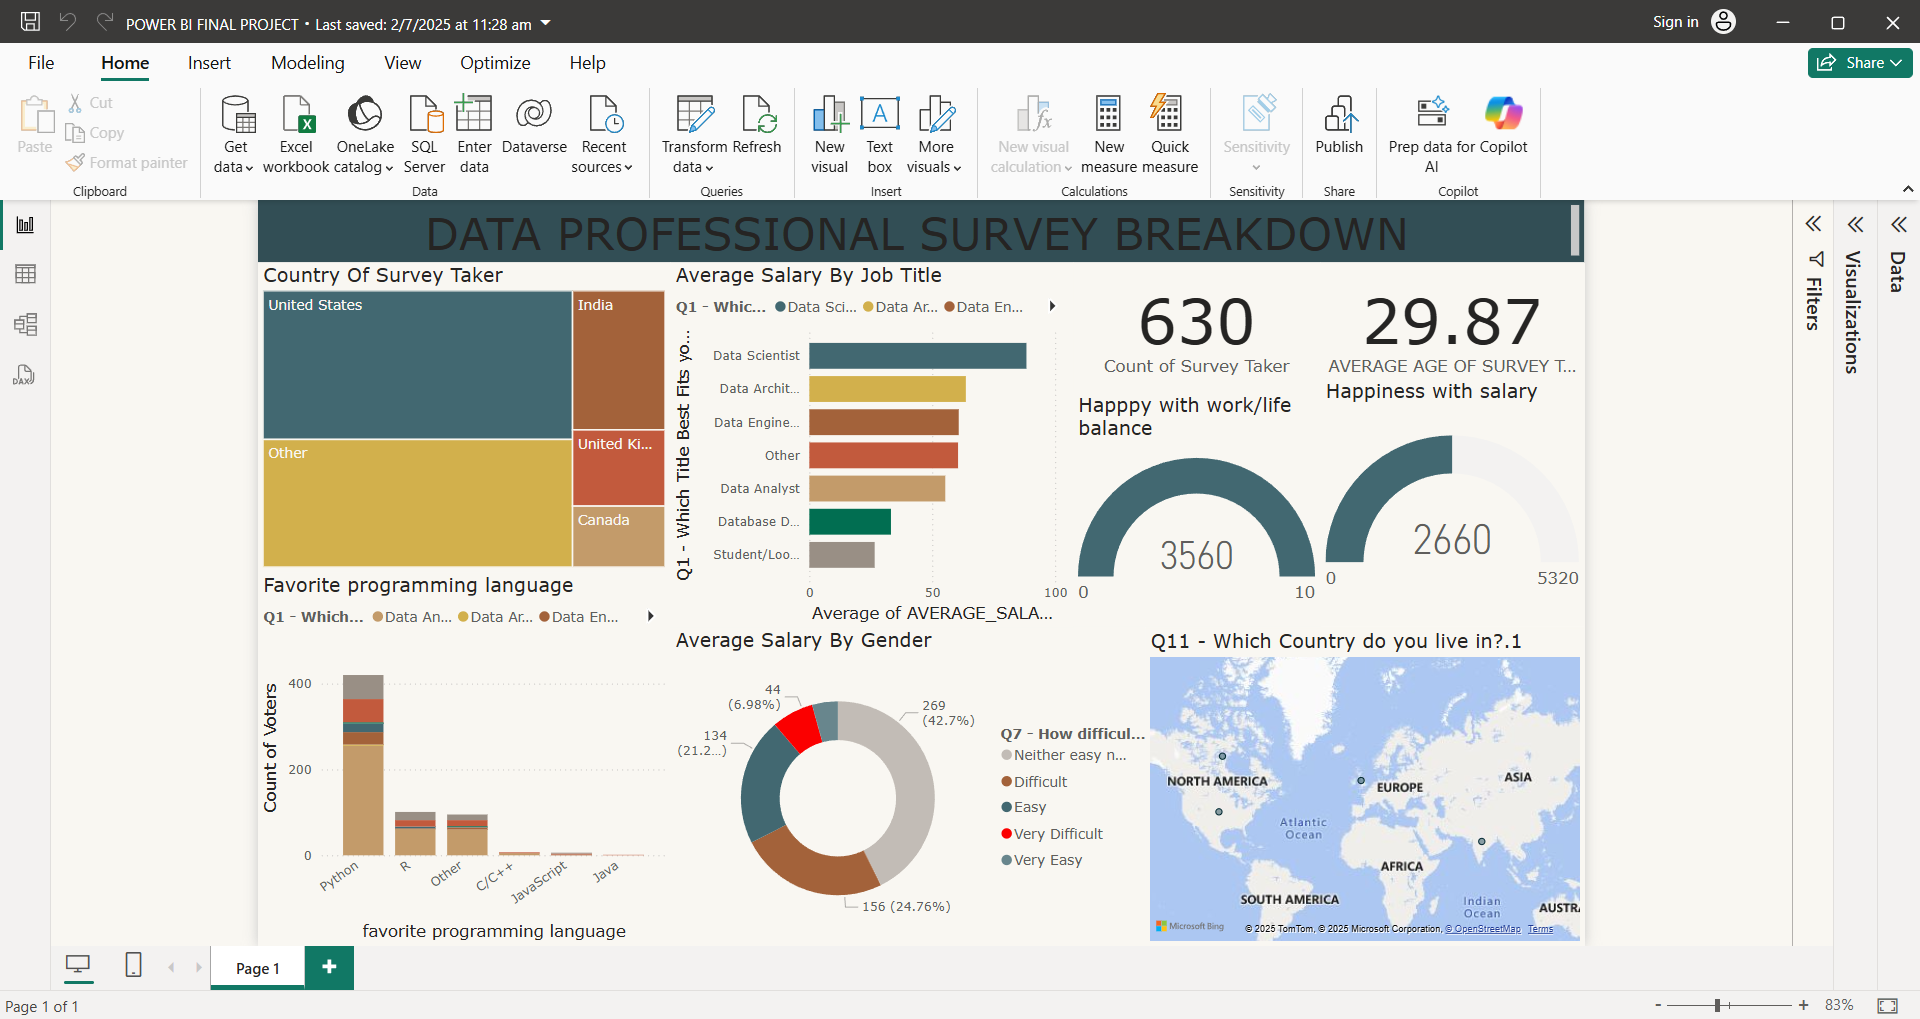 POWER BI FINAL PROJECT • Last saved: 2/7/2025 at 11:28 am
Sign in
File
Home
Insert
Modeling
View
Optimize
Help
Share
Paste
Cut
Copy
Format painter
Clipboard
Get data
Excel workbook
OneLake catalog
SQL Server
Enter data
Dataverse
Recent sources
Data
Transform data
Refresh
Queries
New visual
Text box
More visuals
Insert
New visual calculation
New measure
Quick measure
Calculations
Sensitivity
Sensitivity
Publish
Share
Prep data for AI
Copilot
Copilot
DATA PROFESSIONAL SURVEY BREAKDOWN
Country Of Survey Taker
United States
India
Other
United Ki...
Canada
Average Salary By Job Title
Q1 - Whic...
Data Sci...
Data Ar...
Data En...
Q1 - Which Title Best Fits yo...
Data Scientist
Data Archit...
Data Engine...
Other
Data Analyst
Database D...
Student/Loo...
0
50
100
Average of AVERAGE_SALA...
630
Count of Survey Taker
29.87
AVERAGE AGE OF SURVEY T...
Happpy with work/life
balance
3560
0
10
Happiness with salary
2660
0
5320
Favorite programming language
Q1 - Which...
Data An...
Data Ar...
Data En...
Count of Voters
400
200
0
Python
R
Other
C/C++
JavaScript
Java
favorite programming language
Average Salary By Gender
44
(6.98%)
269
(42.7%)
134
(21.2...)
156 (24.76%)
Q7 - How difficul...
Neither easy n...
Difficult
Easy
Very Difficult
Very Easy
Q11 - Which Country do you live in?.1
NORTH AMERICA
EUROPE
ASIA
Atlantic
Ocean
AFRICA
SOUTH AMERICA
Indian
Ocean
AUSTRA
Microsoft Bing
© 2025 TomTom, © 2025 Microsoft Corporation, © OpenStreetMap Terms
Filters
Visualizations
Data
DAX
Page 1
Page 1 of 1
- + 83%